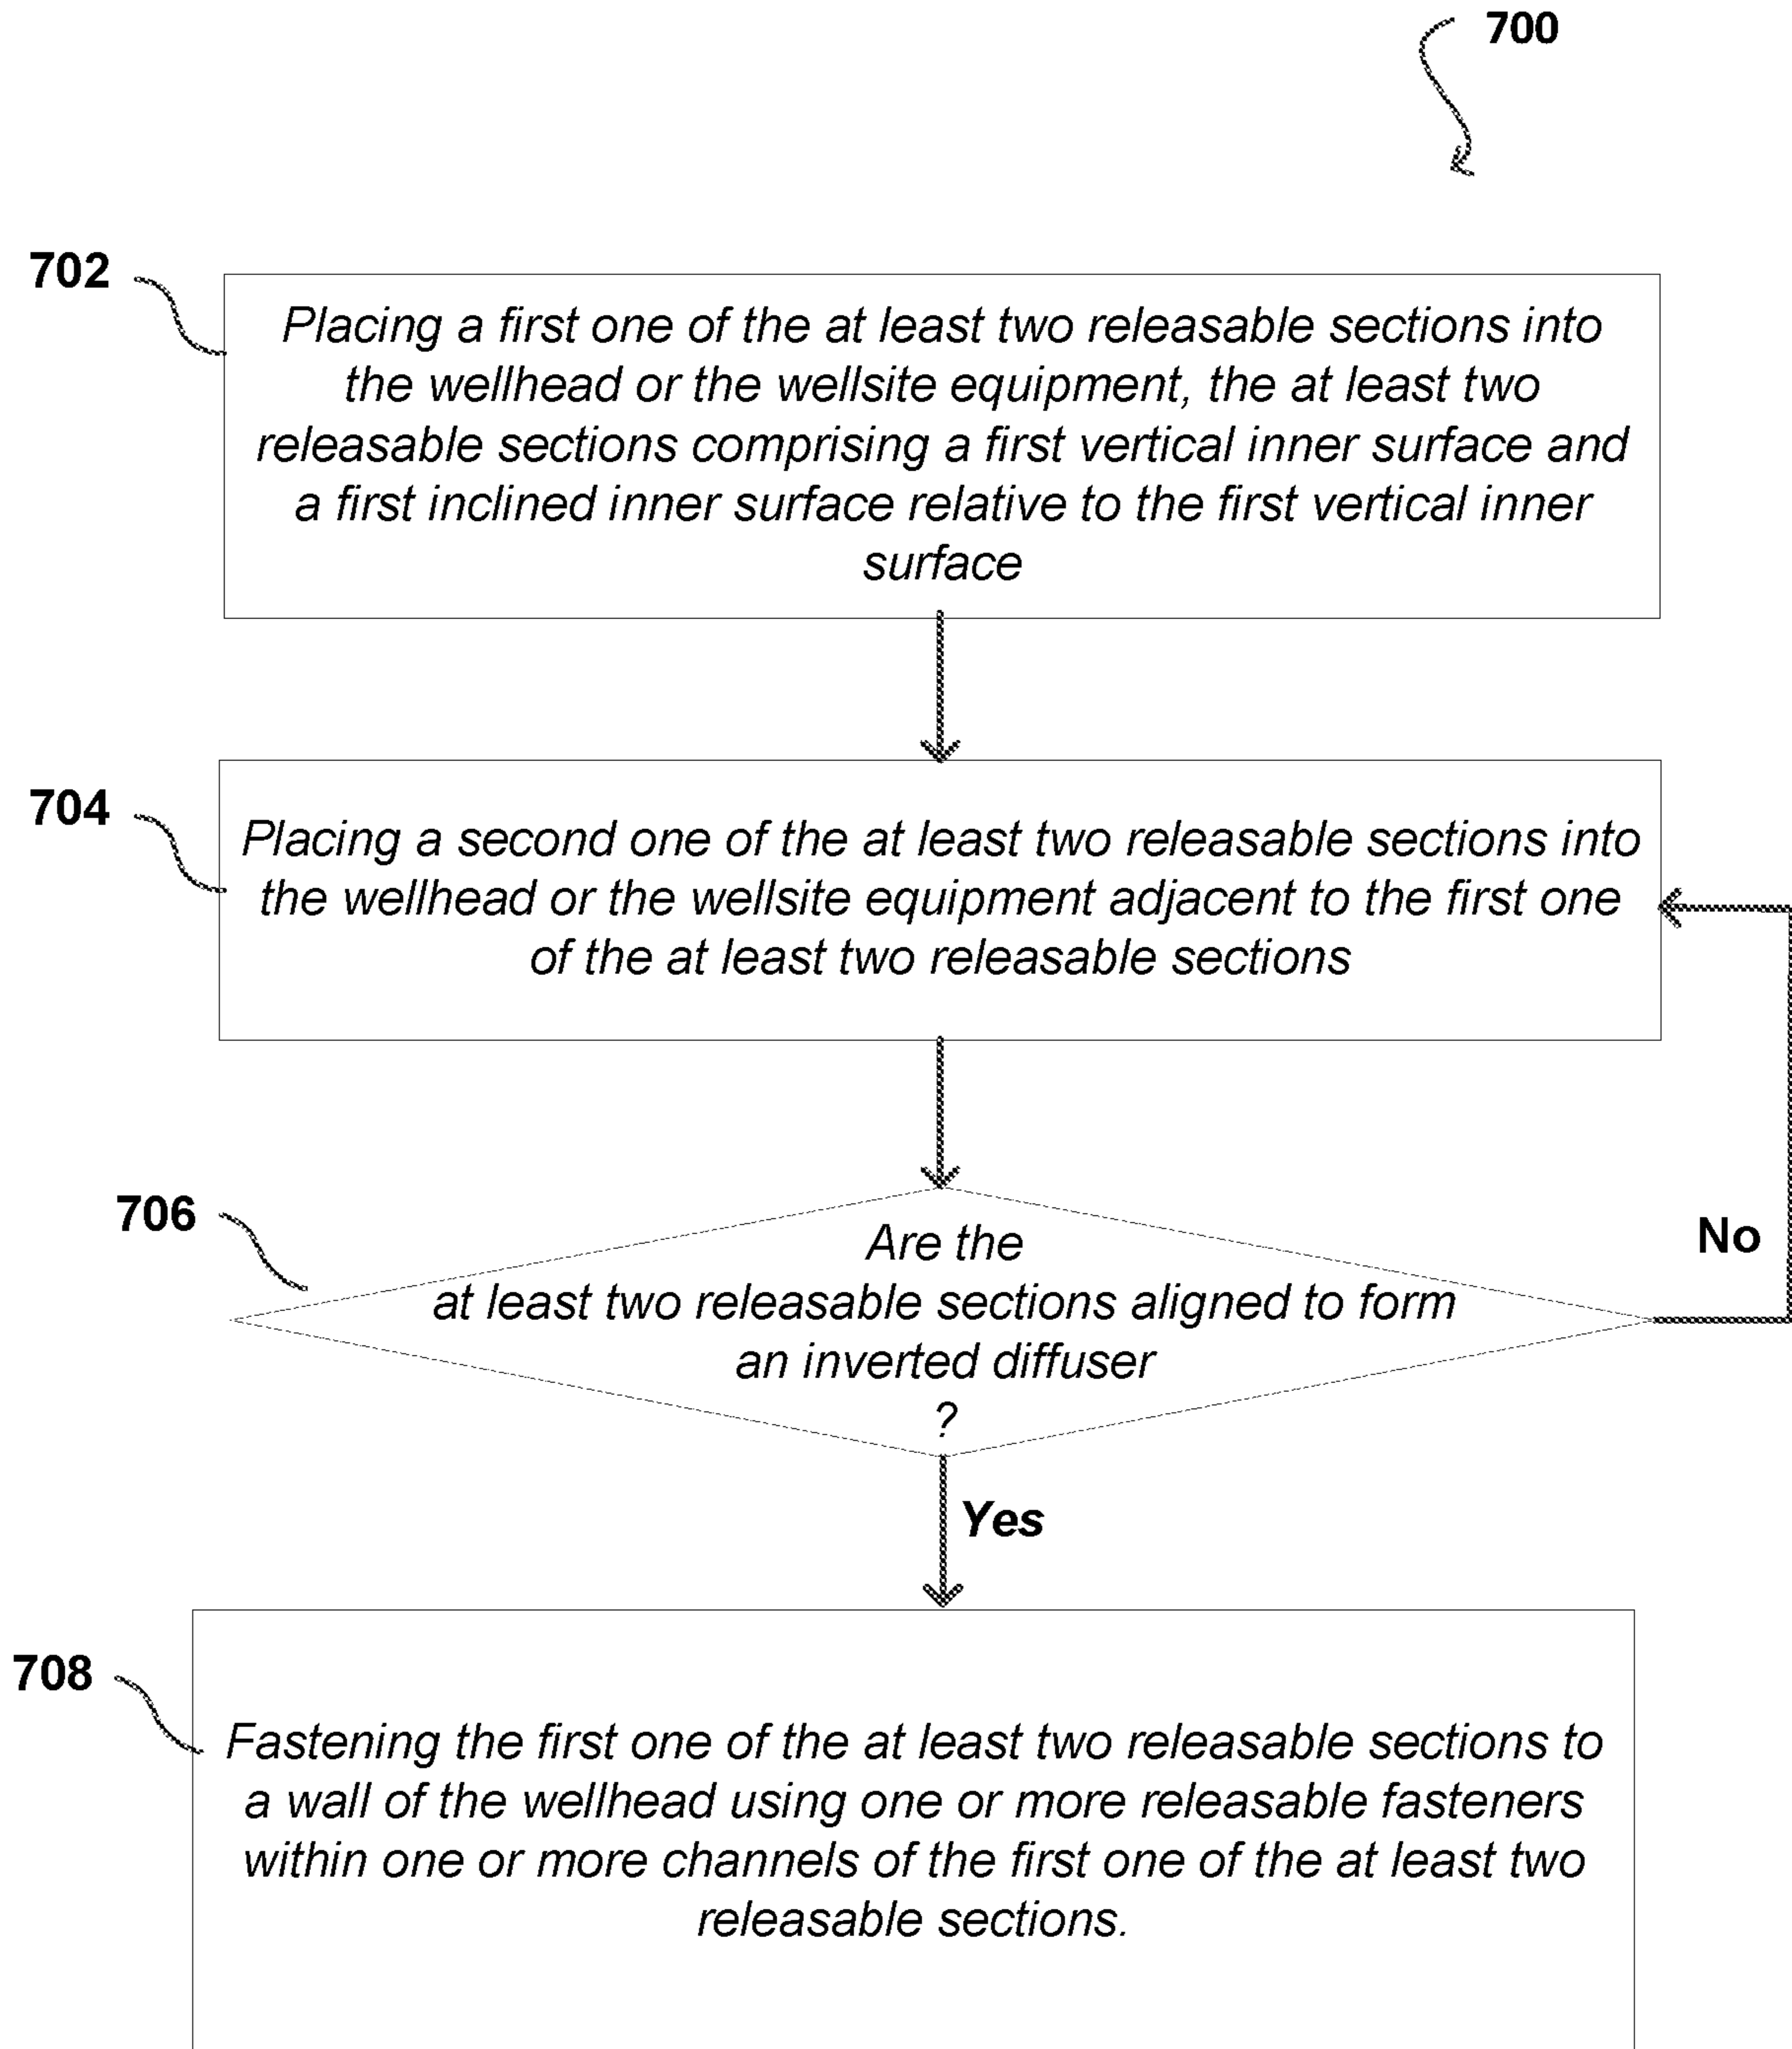 700
702
Placing a first one of the at least two releasable sections into
the wellhead or the wellsite equipment, the at least two
releasable sections comprising a first vertical inner surface and
a first inclined inner surface relative to the first vertical inner
surface
704
Placing a second one of the at least two releasable sections into
the wellhead or the wellsite equipment adjacent to the first one
of the at least two releasable sections
706
Are the
at least two releasable sections aligned to form
an inverted diffuser
?
No
Yes
708
Fastening the first one of the at least two releasable sections to
a wall of the wellhead using one or more releasable fasteners
within one or more channels of the first one of the at least two
releasable sections.